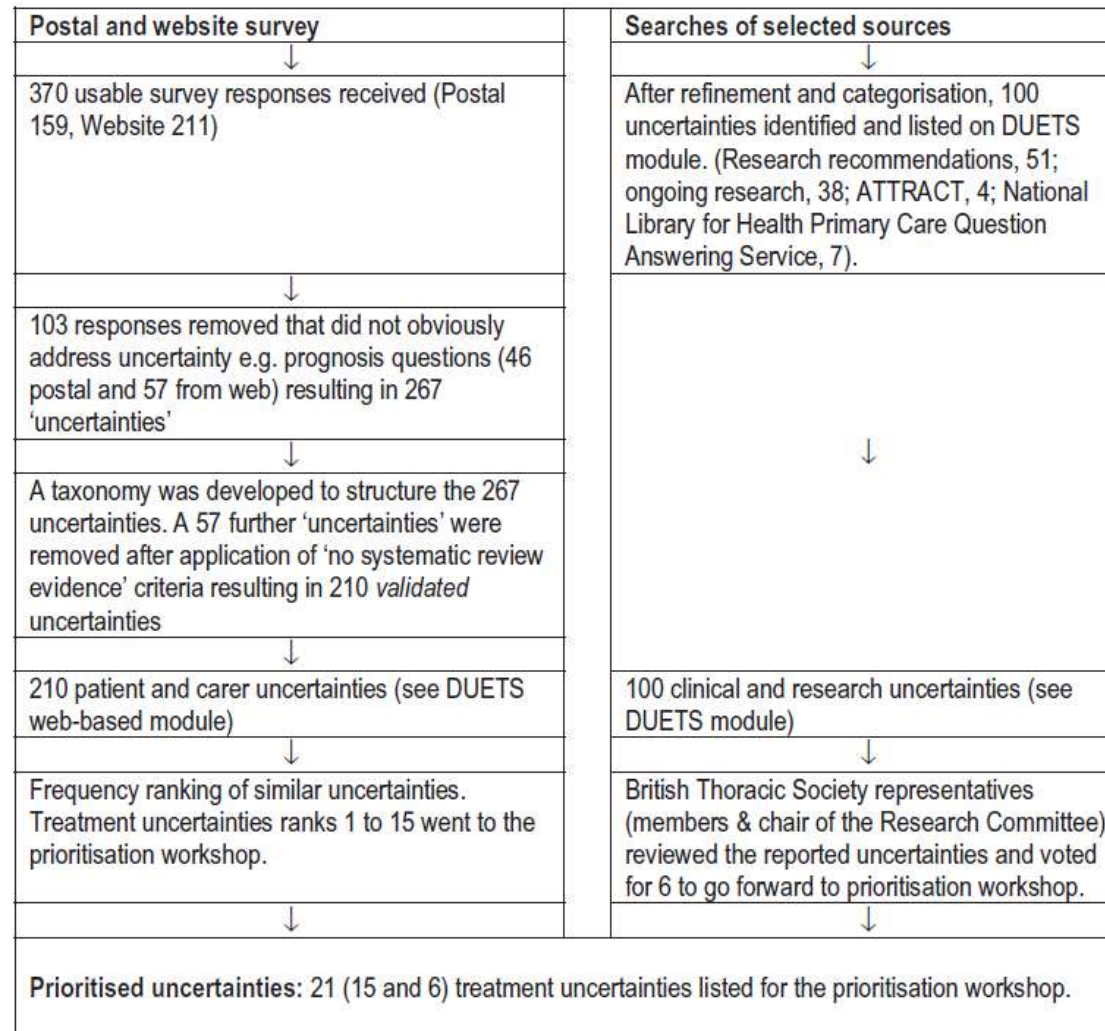 Postal and website survey
↓
370 usable survey responses received (Postal
159, Website 211)
↓
103 responses removed that did not obviously
address uncertainty e.g. prognosis questions (46
postal and 57 from web) resulting in 267
‘uncertainties’
↓
A taxonomy was developed to structure the 267
uncertainties. A 57 further ‘uncertainties’ were
removed after application of ‘no systematic review
evidence’ criteria resulting in 210 validated
uncertainties
↓
210 patient and carer uncertainties (see DUETS
web-based module)
↓
Frequency ranking of similar uncertainties.
Treatment uncertainties ranks 1 to 15 went to the
prioritisation workshop.
↓
Searches of selected sources
↓
After refinement and categorisation, 100
uncertainties identified and listed on DUETS
module. (Research recommendations, 51;
ongoing research, 38; ATTRACT, 4; National
Library for Health Primary Care Question
Answering Service, 7).
↓
100 clinical and research uncertainties (see
DUETS module)
↓
British Thoracic Society representatives
(members & chair of the Research Committee)
reviewed the reported uncertainties and voted
for 6 to go forward to prioritisation workshop.
↓
Prioritised uncertainties: 21 (15 and 6) treatment uncertainties listed for the prioritisation workshop.